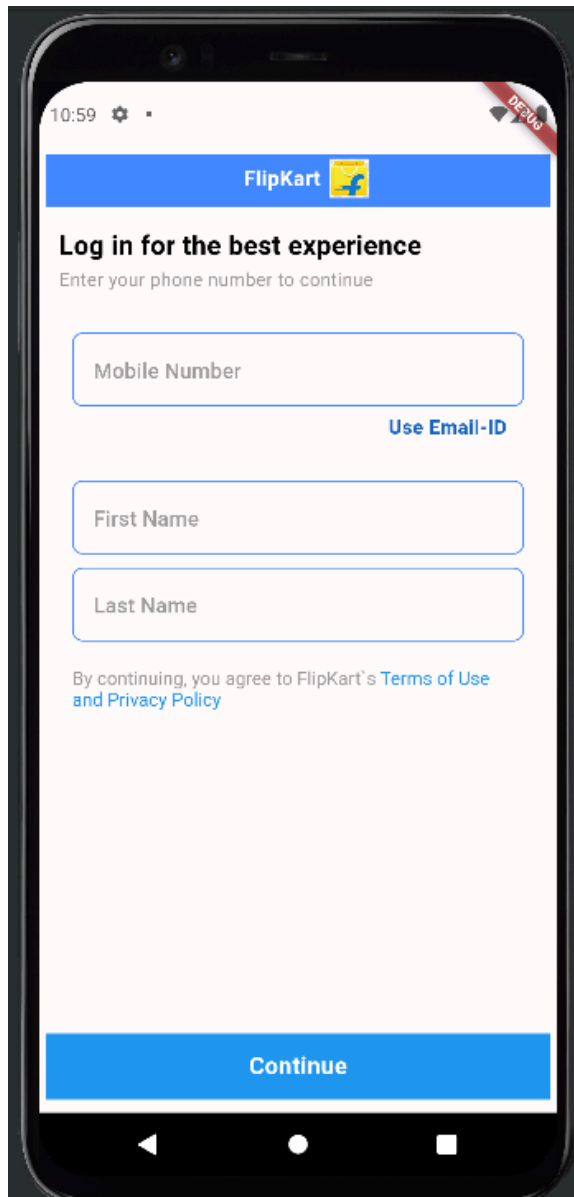 10:59
DEBUG
FlipKart
Log in for the best experience
Enter your phone number to continue
Mobile Number
Use Email-ID
First Name
Last Name
By continuing, you agree to FlipKart`s Terms of Use
and Privacy Policy
Continue